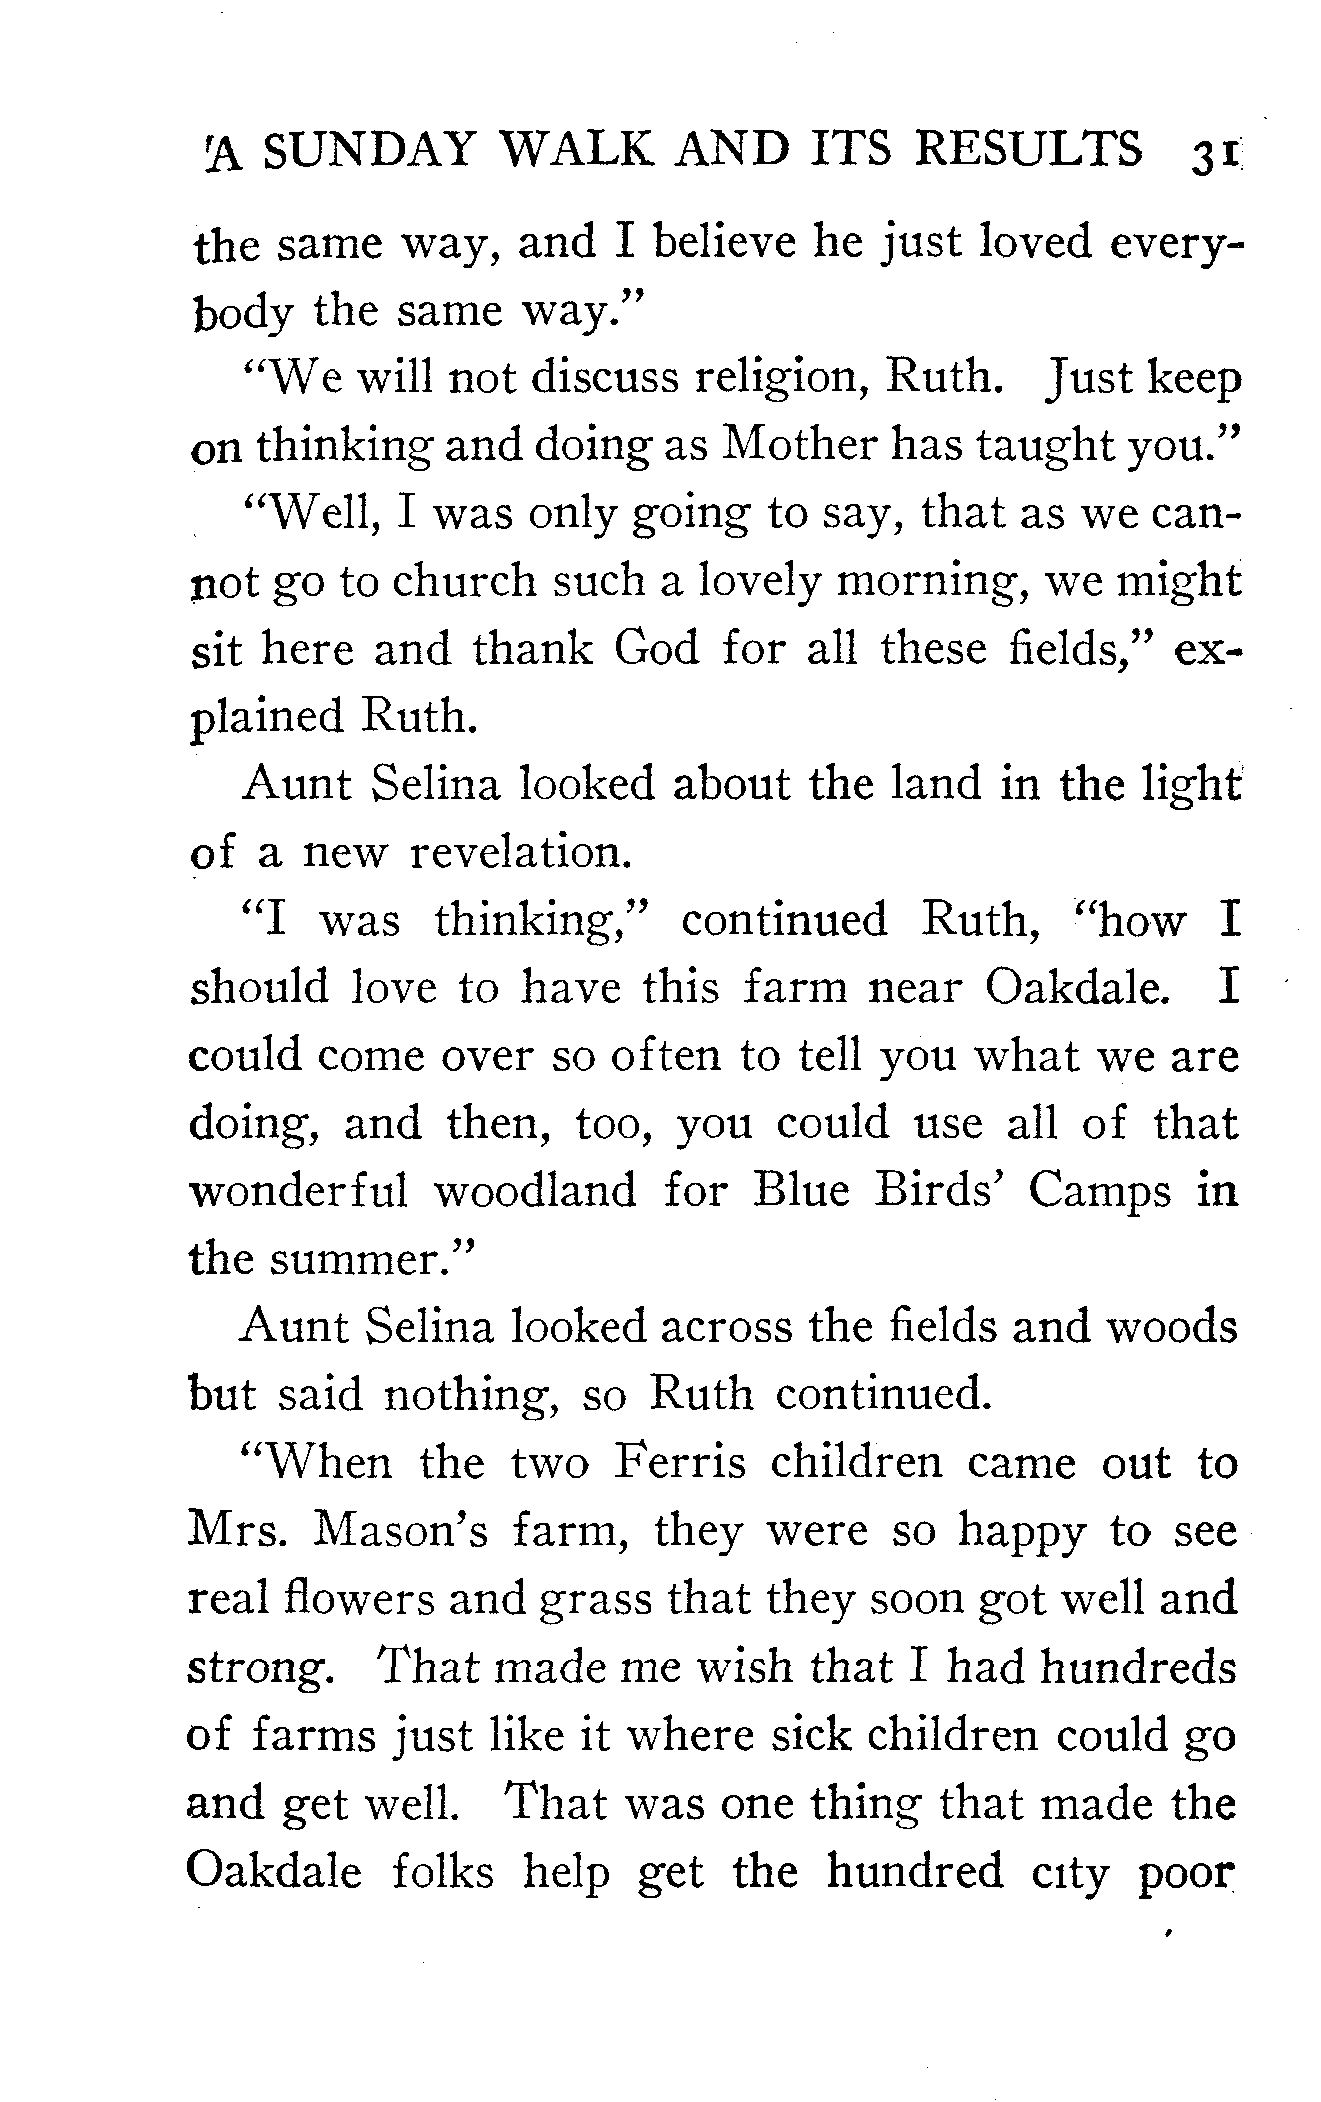 A SUNDAY WALK AND ITS RESULTS 31
the same way, and I believe he just loved every-
body the same way."
"We will not discuss religion, Ruth. Just keep
on thinking and doing as Mother has taught you."
"Well, I was only going to say, that as we can-
not go to church such a lovely morning, we might
sit here and thank God for all these fields," ex-
plained Ruth.
Aunt Selina looked about the land in the light
of a new revelation.
"I was thinking," continued Ruth, "how I
should love to have this farm near Oakdale. I
could come over so often to tell you what we are
doing, and then, too, you could use all of that
wonderful woodland for Blue Birds' Camps in
the summer."
Aunt Selina looked across the fields and woods
but said nothing, so Ruth continued.
"When the two Ferris children came out to
Mrs. Mason's farm, they were so happy to see
real flowers and grass that they soon got well and
strong. That made me wish that I had hundreds
of farms just like it where sick children could go
and get well. That was one thing that made the
Oakdale folks help get the hundred city poor